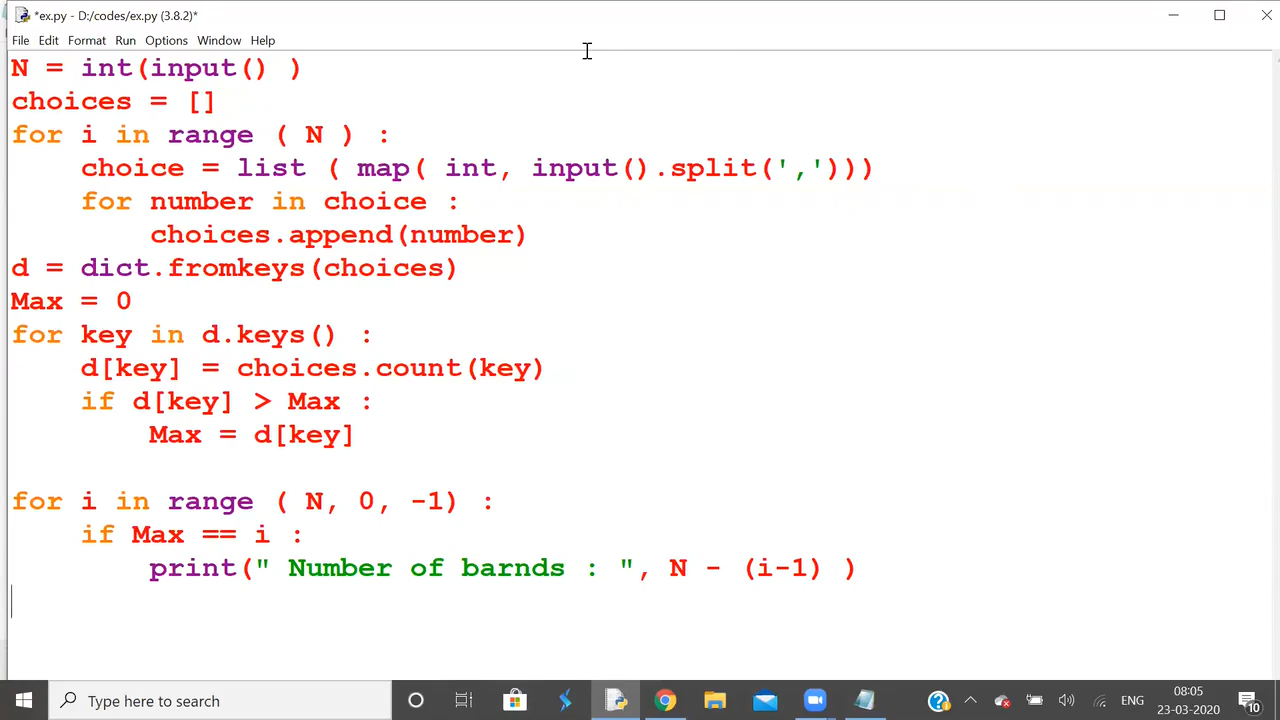 *ex.py - D:/codes/ex.py (3.8.2)*
File Edit Format Run Options Window Help
N = int(input() )
choices = []
for i in range ( N ) :
    choice = list ( map( int, input().split(',')))
    for number in choice :
        choices.append(number)
d = dict.fromkeys(choices)
Max = 0
for key in d.keys() :
    d[key] = choices.count(key)
    if d[key] > Max :
        Max = d[key]
for i in range ( N, 0, -1) :
    if Max == i :
        print(" Number of barnds : ", N - (i-1) )
Type here to search
ENG
08:05
23-03-2020
10